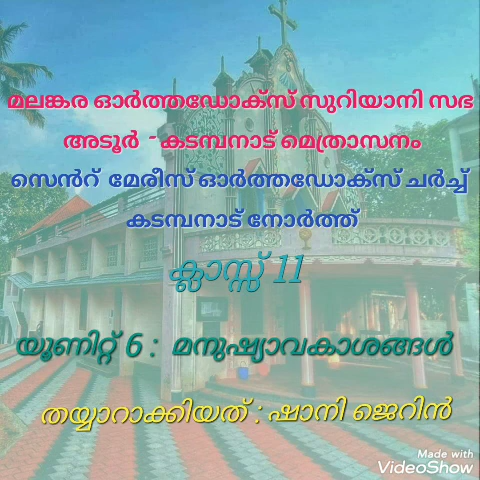 മലങ്കര ഓർത്തഡോക്സ് സുറിയാനി സഭ
അടൂർ - കടമ്പനാട് മെത്രാസനം
സെൻറ് മേരീസ് ഓർത്തഡോക്സ് ചർച്ച്
കടമ്പനാട് നോർത്ത്
ക്ലാസ്സ് 11
യൂണിറ്റ് 6 : മനുഷ്യാവകാശങ്ങൾ
തയ്യാറാക്കിയത് : ഷാനി ജെറിൻ
Made with
VideoShow